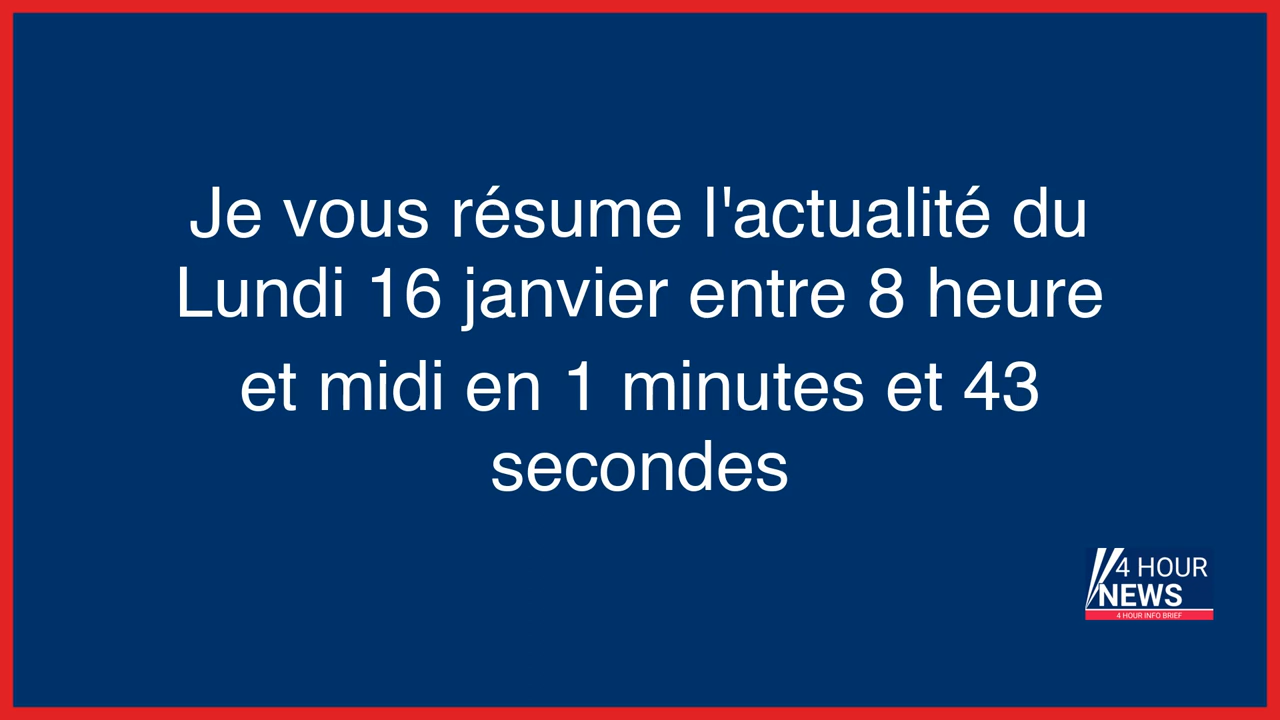 Je vous résume l'actualité du
Lundi 16 janvier entre 8 heure
et midi en 1 minutes et 43
secondes
4 HOUR
NEWS
4 HOUR INFO BRIEF